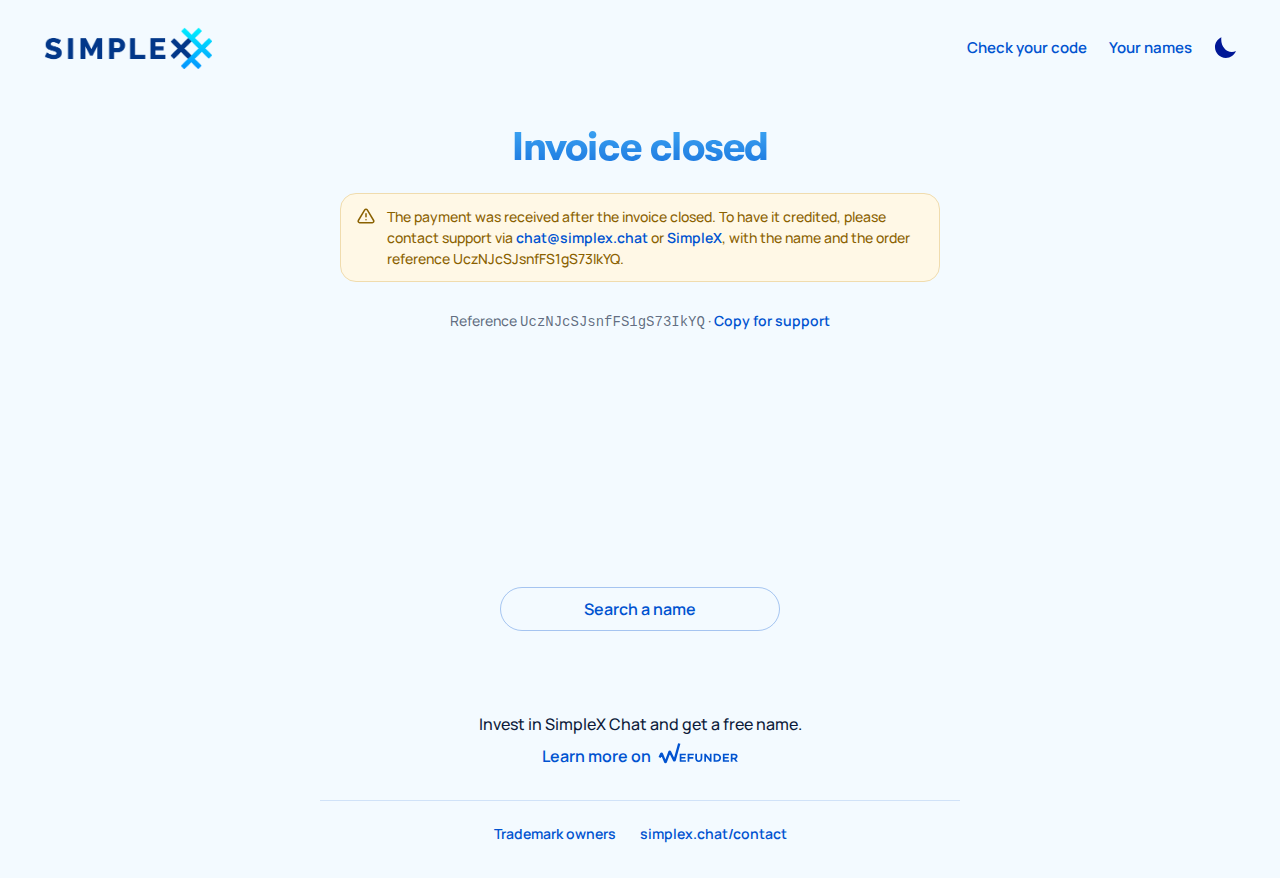 SIMPLEX
Check your code
Your names
Invoice closed
The payment was received after the invoice closed. To have it credited, please
contact support via chat@simplex.chat or SimpleX, with the name and the order
reference UczNJcSJsnfFS1gS73IkYQ.
Reference UczNJcSJsnfFS1gS73IkYQ · Copy for support
Search a name
Invest in SimpleX Chat and get a free name.
Learn more on WEFUNDER
Trademark owners
simplex.chat/contact